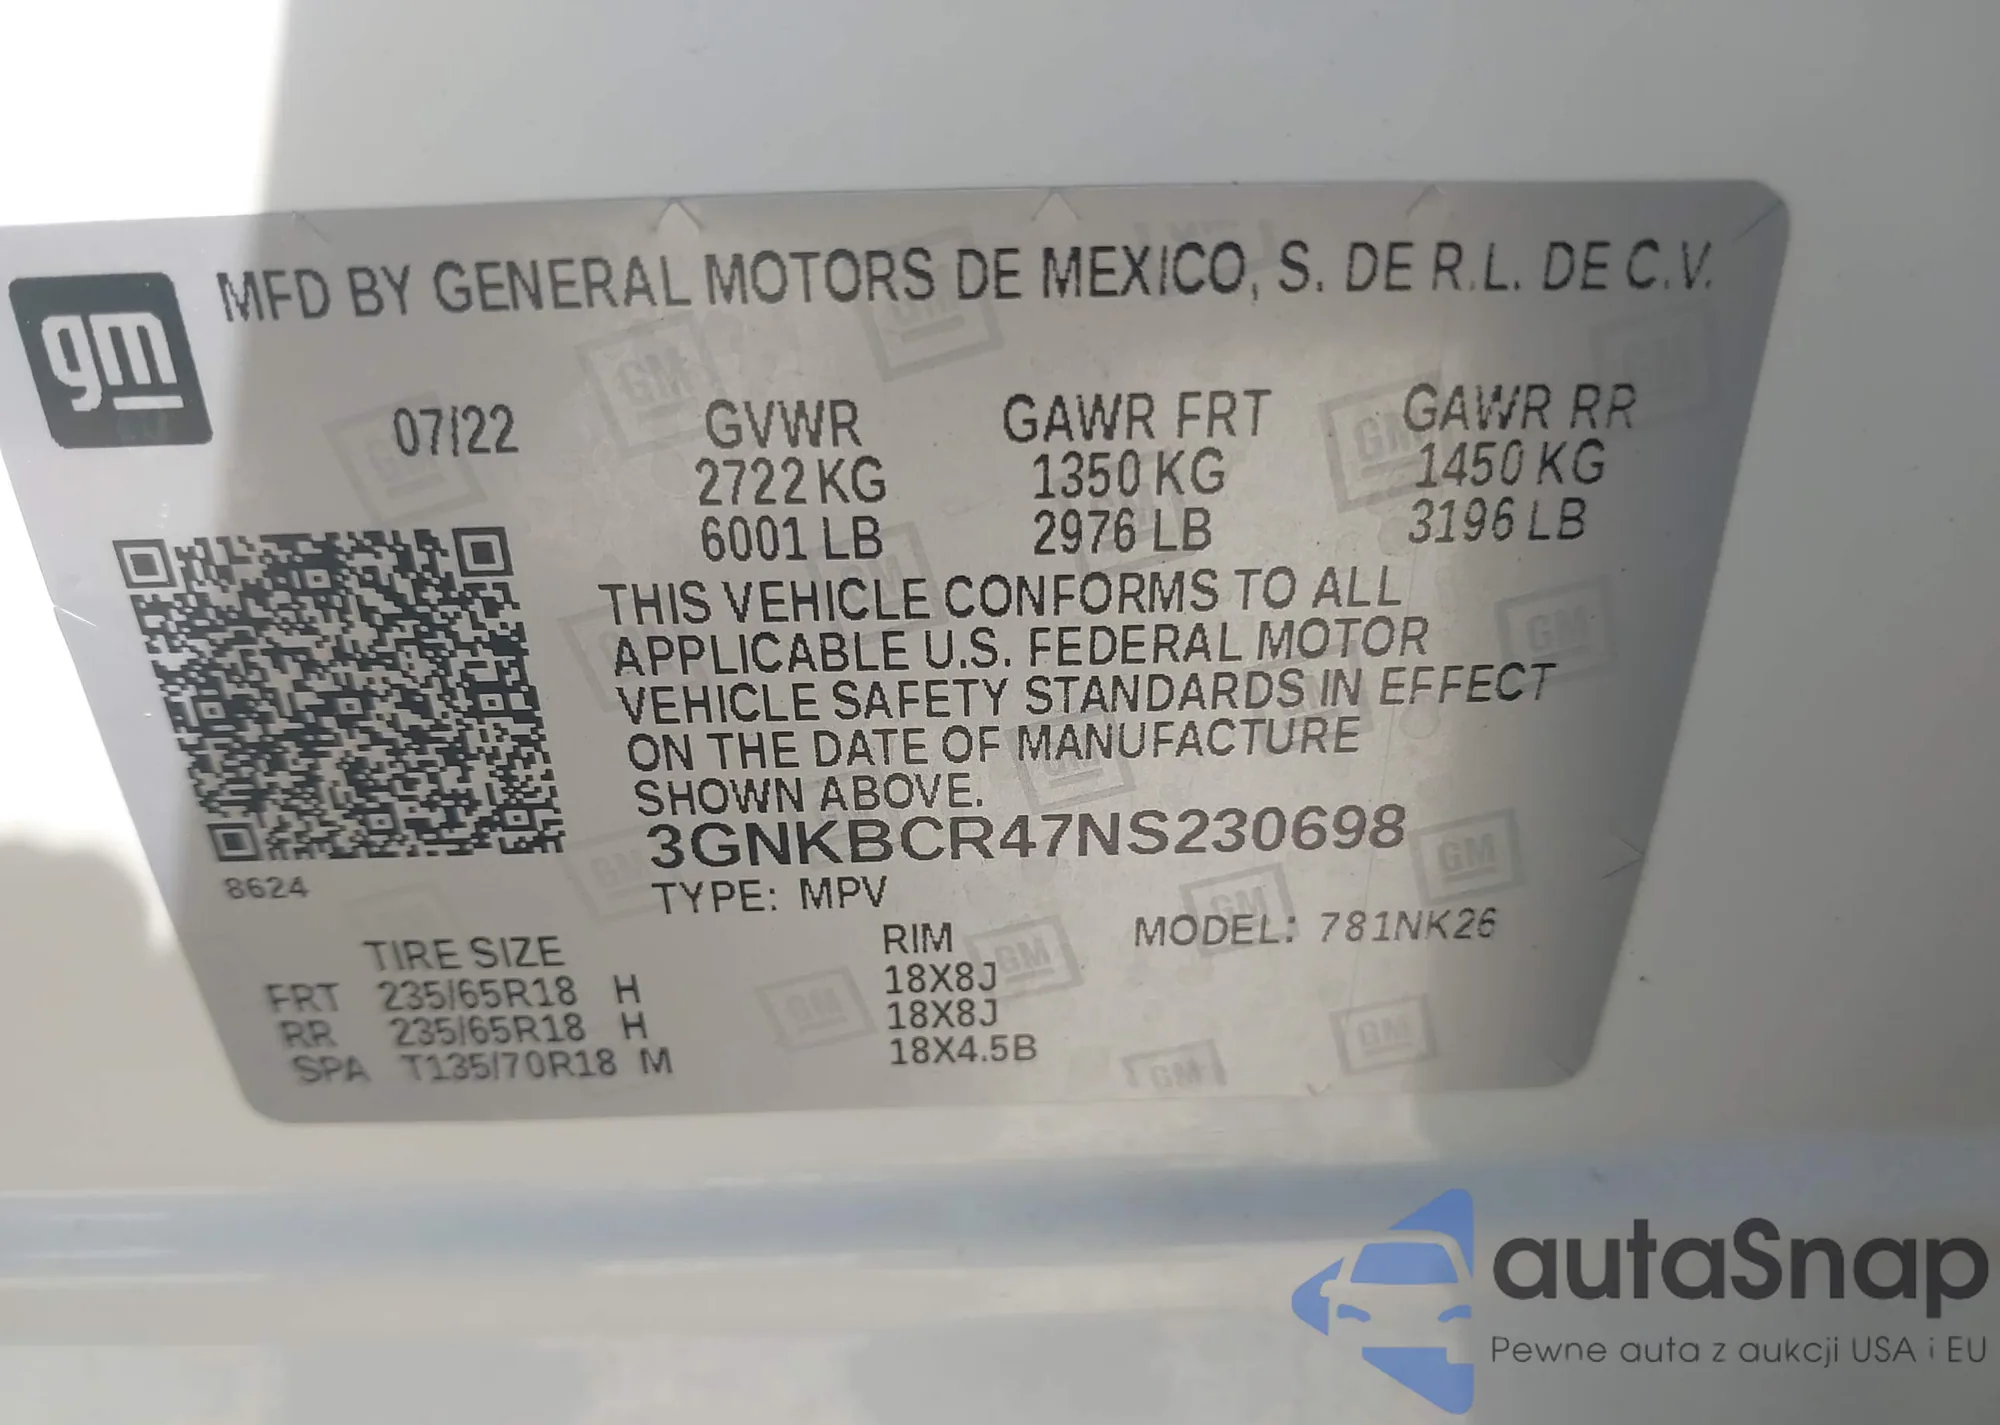 gm
MFD BY GENERAL MOTORS DE MEXICO, S. DE R.L. DE C.V.
07/22 GVWR GAWR FRT GAWR RR
2722 KG 1350 KG 1450 KG
6001 LB 2976 LB 3196 LB
THIS VEHICLE CONFORMS TO ALL
APPLICABLE U.S. FEDERAL MOTOR
VEHICLE SAFETY STANDARDS IN EFFECT
ON THE DATE OF MANUFACTURE
SHOWN ABOVE.
3GNKBCR47NS230698
8624
TYPE: MPV
MODEL: 781NK26
TIRE SIZE RIM
FRT 235/65R18 H 18X8J
RR 235/65R18 H 18X8J
SPA T135/70R18 M 18X4.5B
autaSnap
Pewne auta z aukcji USA i EU